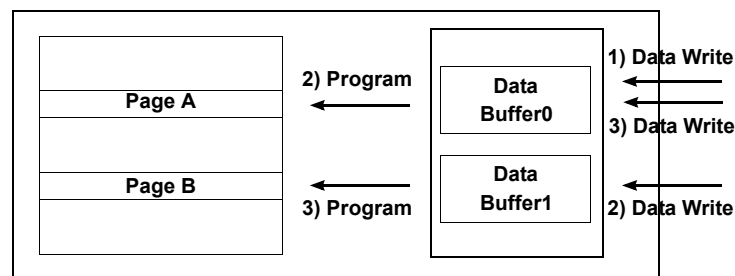 1) Data Write
2) Program
Data
Buffer0
Page A
3) Data Write
Data
Buffer1
Page B
3) Program
2) Data Write